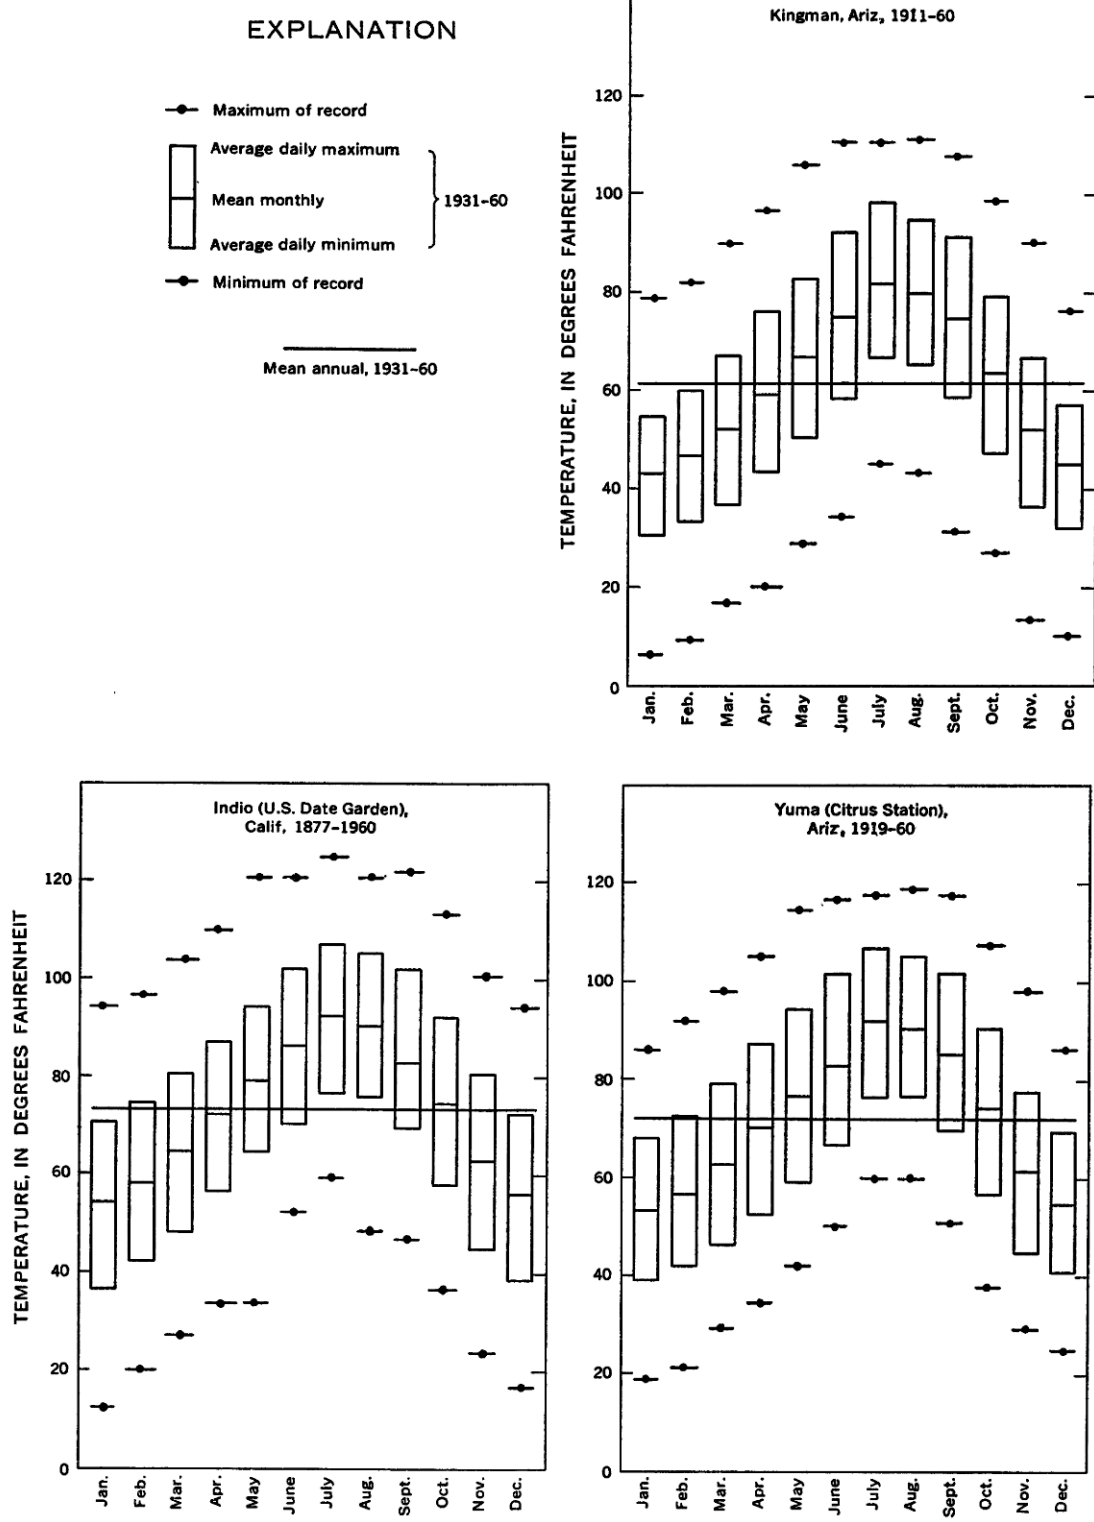 EXPLANATION
Maximum of record
Average daily maximum
Mean monthly
1931-60
Average daily minimum
Minimum of record
Mean annual, 1931-60
Kingman, Ariz., 1911-60
TEMPERATURE, IN DEGREES FAHRENHEIT
120
100
80
60
40
20
0
Jan.
Feb.
Mar.
Apr.
May
June
July
Aug.
Sept.
Oct.
Nov.
Dec.
Indio (U.S. Date Garden),
Calif, 1877-1960
TEMPERATURE, IN DEGREES FAHRENHEIT
120
100
80
60
40
20
0
Jan.
Feb.
Mar.
Apr.
May
June
July
Aug.
Sept.
Oct.
Nov.
Dec.
Yuma (Citrus Station),
Ariz., 1919-60
120
100
80
60
40
20
0
Jan.
Feb.
Mar.
Apr.
May
June
July
Aug.
Sept.
Oct.
Nov.
Dec.